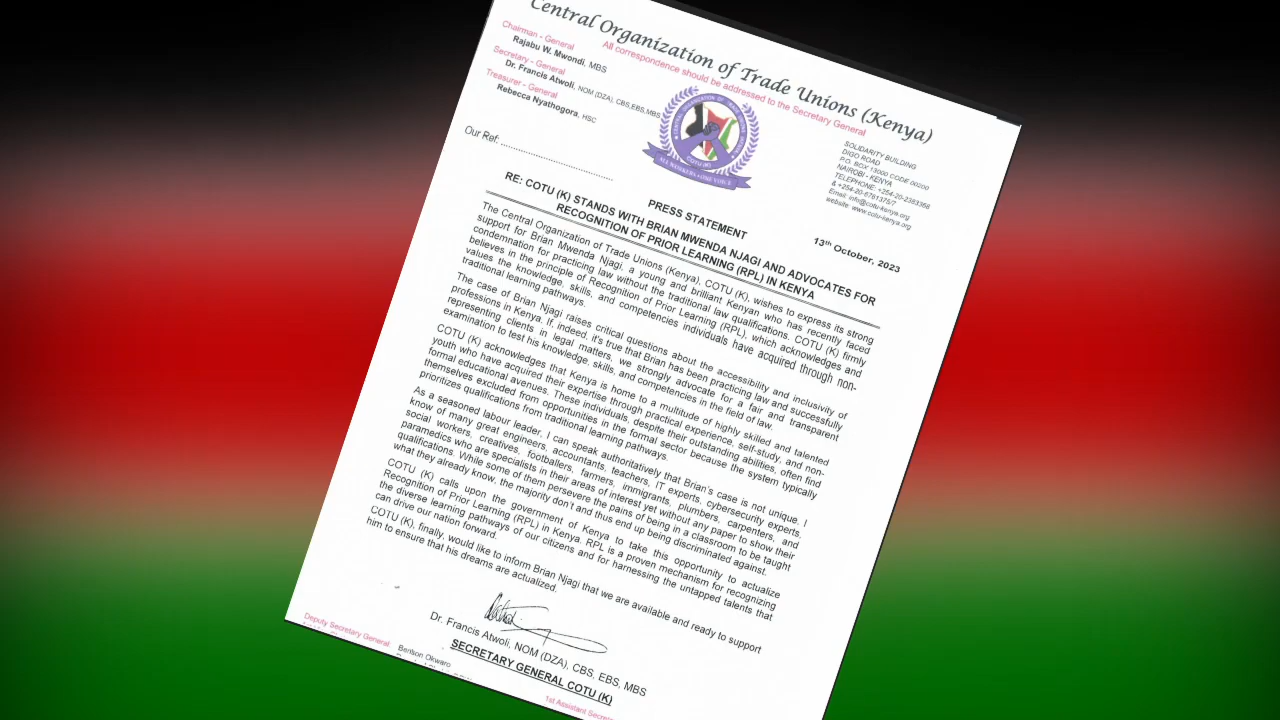 Central Organization of Trade Unions (Kenya)
All correspondence should be addressed to the Secretary General
Chairman - General
Rajabu W. Mwondi, MBS
Secretary - General
Dr. Francis Atwoli, NOM (DZA), CBS,EBS,MBS
Treasurer - General
Rebecca Nyathogora, HSC
COTU (K)
ALL WORKERS - ONE VOICE
SOLIDARITY BUILDING
DIGO ROAD
P.O. BOX 13000 CODE 00200
NAIROBI - KENYA
TELEPHONE: +254-20-2383366
& +254-20-6761375/7
Email: info@cotu-kenya.org
website: www.cotu-kenya.org
Our Ref: ..............................
PRESS STATEMENT
13th October, 2023
RE: COTU (K) STANDS WITH BRIAN MWENDA NJAGI AND ADVOCATES FOR
RECOGNITION OF PRIOR LEARNING (RPL) IN KENYA
The Central Organization of Trade Unions (Kenya), COTU (K), wishes to express its strong
support for Brian Mwenda Njagi, a young and brilliant Kenyan who has recently faced
condemnation for practicing law without the traditional law qualifications. COTU (K) firmly
believes in the principle of Recognition of Prior Learning (RPL), which acknowledges and
values the knowledge, skills, and competencies individuals have acquired through non-
traditional learning pathways.
The case of Brian Njagi raises critical questions about the accessibility and inclusivity of
professions in Kenya. If, indeed, it's true that Brian has been practicing law and successfully
representing clients in legal matters, we strongly advocate for a fair and transparent
examination to test his knowledge, skills, and competencies in the field of law.
COTU (K) acknowledges that Kenya is home to a multitude of highly skilled and talented
youth who have acquired their expertise through practical experience, self-study, and non-
formal educational avenues. These individuals, despite their outstanding abilities, often find
themselves excluded from opportunities in the formal sector because the system typically
prioritizes qualifications from traditional learning pathways.
As a seasoned labour leader, I can speak authoritatively that Brian's case is not unique. I
know of many great engineers, accountants, teachers, IT experts, cybersecurity experts,
social workers, creatives, footballers, farmers, immigrants, plumbers, carpenters, and
paramedics who are specialists in their areas of interest yet without any paper to show their
qualifications. While some of them persevere the pains of being in a classroom to be taught
what they already know, the majority don't and thus end up being discriminated against.
COTU (K) calls upon the government of Kenya to take this opportunity to actualize
Recognition of Prior Learning (RPL) in Kenya. RPL is a proven mechanism for recognizing
the diverse learning pathways of our citizens and for harnessing the untapped talents that
can drive our nation forward.
COTU (K), finally, would like to inform Brian Njagi that we are available and ready to support
him to ensure that his dreams are actualized.
Dr. Francis Atwoli, NOM (DZA), CBS, EBS, MBS
SECRETARY GENERAL COTU (K)
Deputy Secretary General
Benson Okwaro
1st Assistant